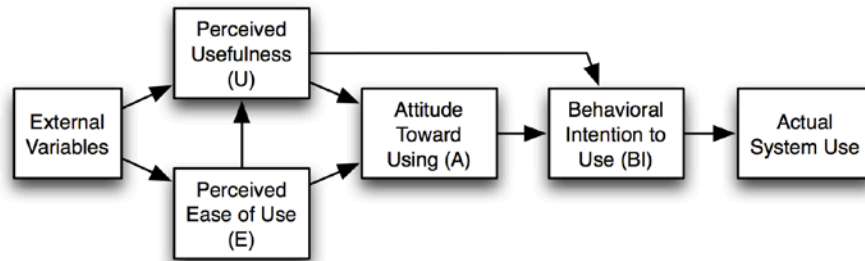 External
Variables
Perceived
Usefulness
(U)
Perceived
Ease of Use
(E)
Attitude
Toward
Using (A)
Behavioral
Intention to
Use (BI)
Actual
System Use